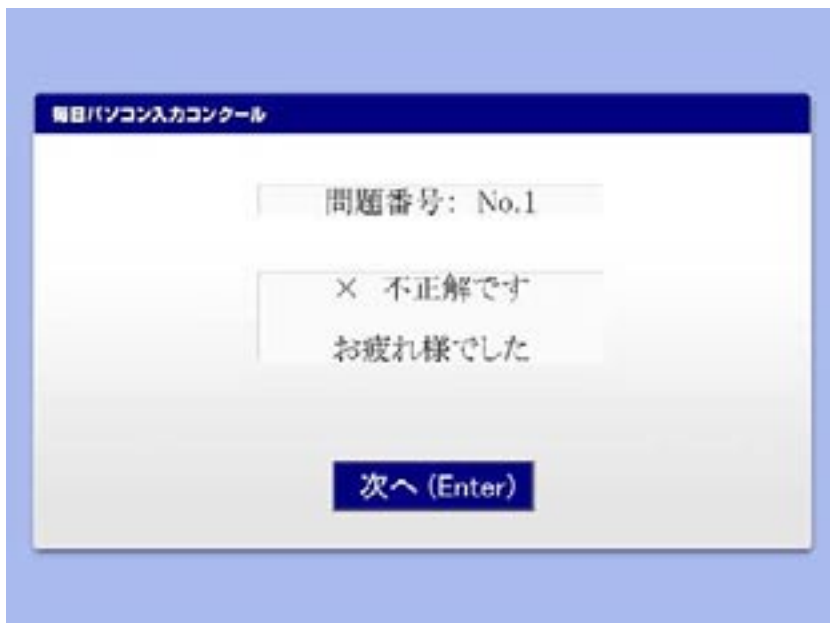 毎日パソコン入力コンクール
問題番号: No.1
× 不正解です
お疲れ様でした
次へ (Enter)